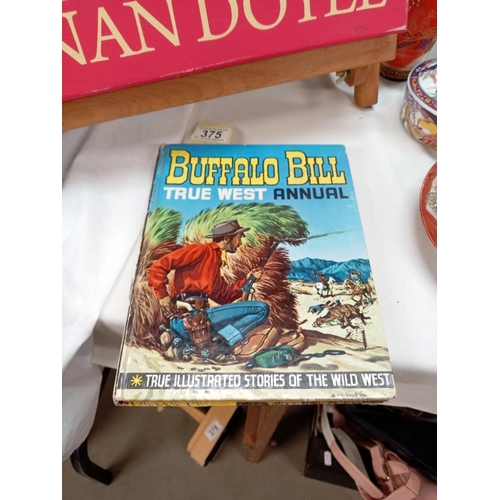 NAN DOYLE
375
BUFFALO BILL
TRUE WEST ANNUAL
TRUE ILLUSTRATED STORIES OF THE WILD WEST